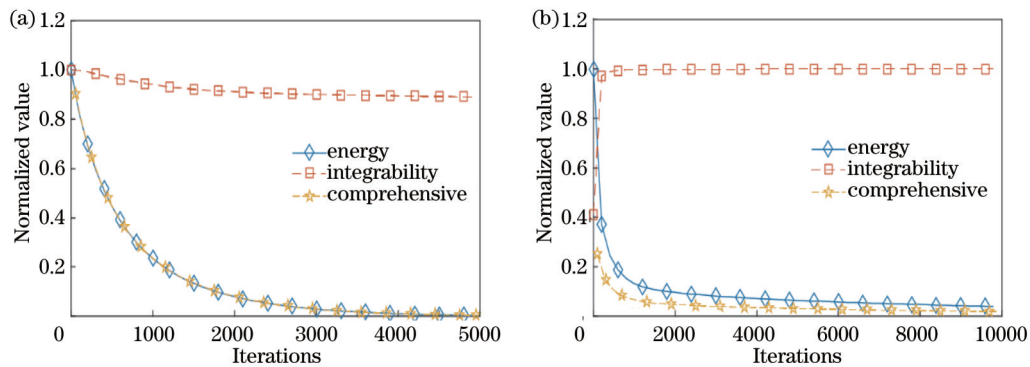 (a)
1.2
1.0
0.8
0.6
0.4
0.2
0
1000
2000
3000
4000
5000
Normalized value
Iterations
energy
integrability
comprehensive
(b)
1.2
1.0
0.8
0.6
0.4
0.2
0
2000
4000
6000
8000
10000
Normalized value
Iterations
energy
integrability
comprehensive